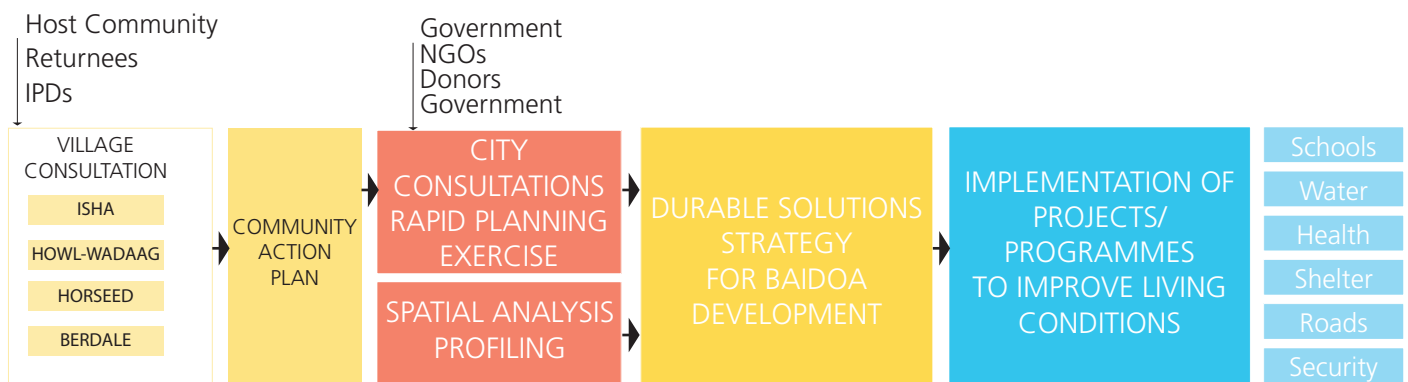 Host Community
Returnees
IPDs
VILLAGE
CONSULTATION
ISHA
HOWL-WADAAG
HORSEED
BERDALE
COMMUNITY
ACTION
PLAN
Government
NGOs
Donors
Government
CITY
CONSULTATIONS
RAPID PLANNING
EXERCISE
SPATIAL ANALYSIS
PROFILING
DURABLE SOLUTIONS
STRATEGY
FOR BAIDOA
DEVELOPMENT
IMPLEMENTATION OF
PROJECTS/
PROGRAMMES
TO IMPROVE LIVING
CONDITIONS
Schools
Water
Health
Shelter
Roads
Security